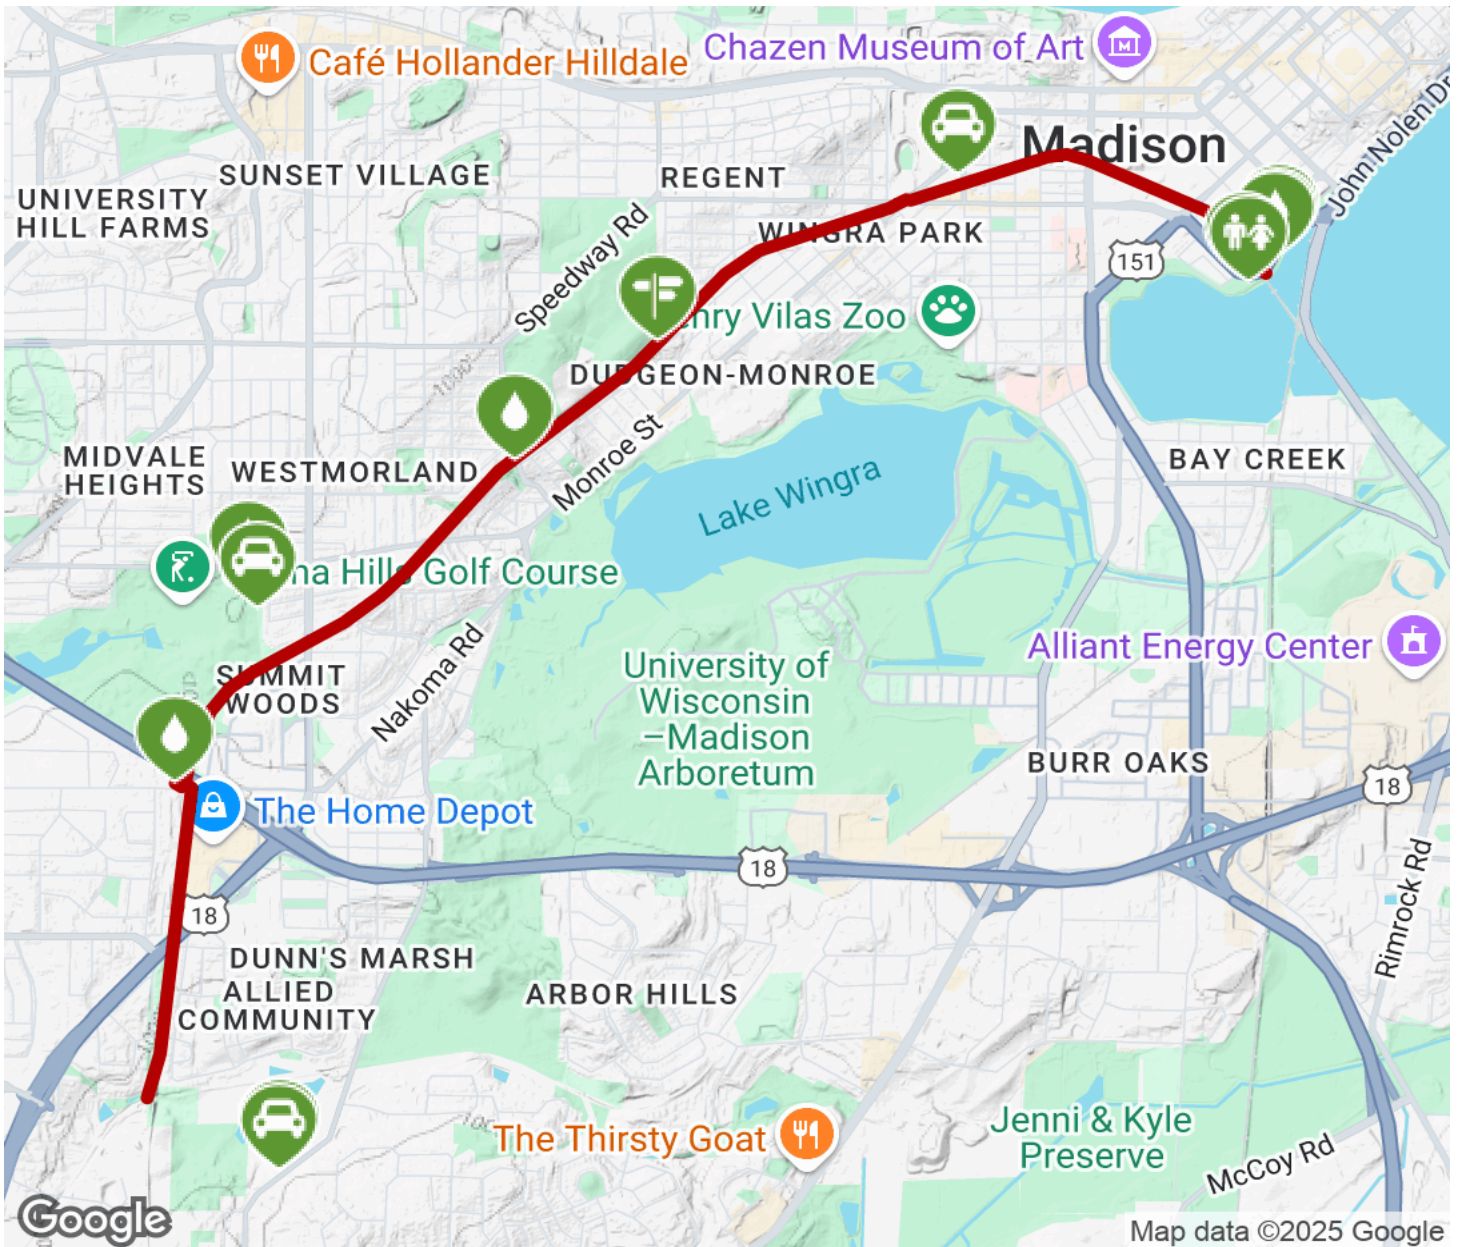 Chazen Museum of Art
M
Café Hollander Hilldale
John Nolen Dr
Madison
SUNSET VILLAGE
REGENT
UNIVERSITY
HILL FARMS
Speedway Rd
WINGRA PARK
151
nry Vilas Zoo
DUDGEON-MONROE
1000
Monroe St
MIDVALE
HEIGHTS
WESTMORLAND
BAY CREEK
Lake Wingra
na Hills Golf Course
Nakoma Rd
Alliant Energy Center
University of
Wisconsin
–Madison
Arboretum
SUMMIT
WOODS
BURR OAKS
18
The Home Depot
18
18
Rimrock Rd
DUNN'S MARSH
ALLIED
COMMUNITY
ARBOR HILLS
The Thirsty Goat
Jenni & Kyle
Preserve
McCoy Rd
Google
Map data ©2025 Google